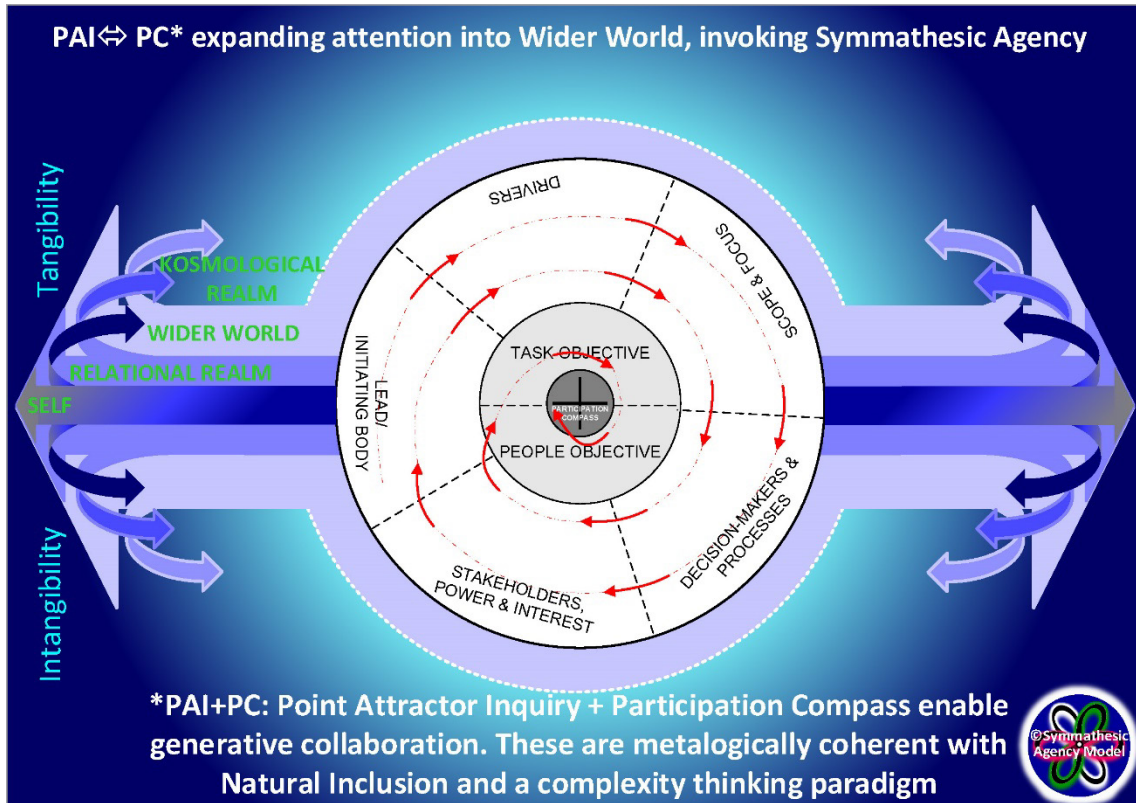 PAI⇔ PC* expanding attention into Wider World, invoking Symmathesic Agency
Tangibility
Intangibility
KOSMOLOGICAL
REALM
WIDER WORLD
RELATIONAL REALM
SELF
DRIVERS
SCOPE & FOCUS
DECISION-MAKERS &
PROCESSES
STAKEHOLDERS,
POWER & INTEREST
LEAD/
INITIATING BODY
TASK OBJECTIVE
PARTICIPATION
COMPASS
PEOPLE OBJECTIVE
*PAI+PC: Point Attractor Inquiry + Participation Compass enable
generative collaboration. These are metalogically coherent with
Natural Inclusion and a complexity thinking paradigm
©Symmathesic
Agency Model